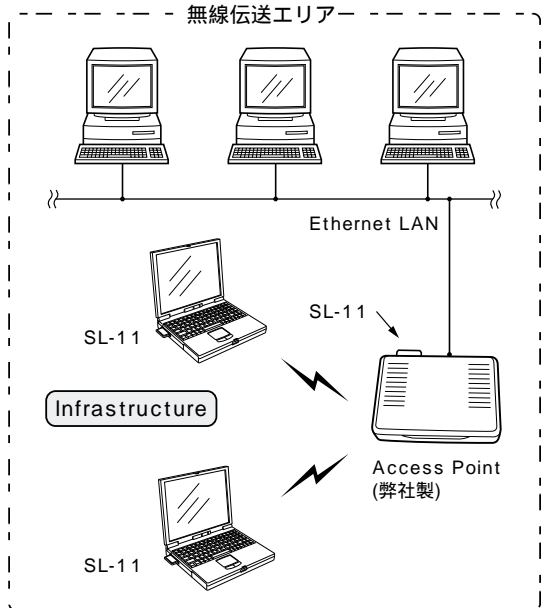 無線伝送エリア
Ethernet LAN
SL-11
SL-11
Infrastructure
Access Point
(弊社製)
SL-11